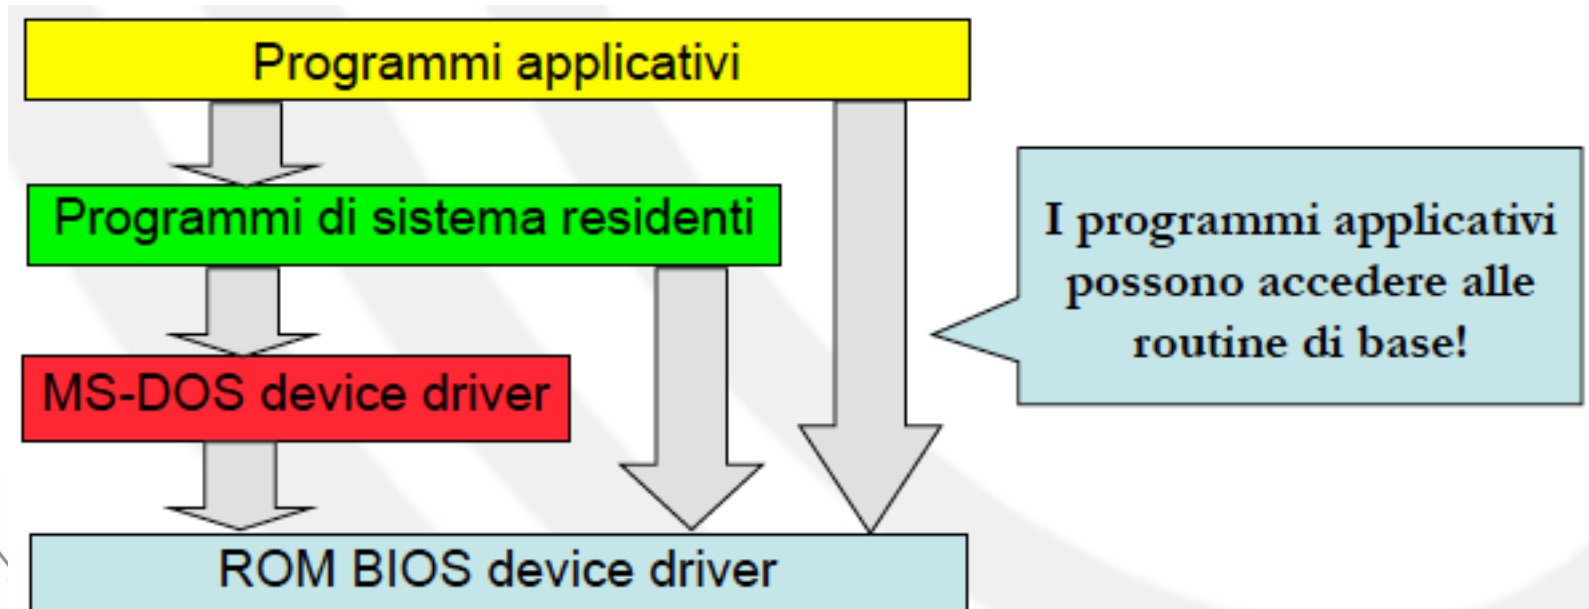 Programmi applicativi
Programmi di sistema residenti
MS-DOS device driver
ROM BIOS device driver
I programmi applicativi
possono accedere alle
routine di base!